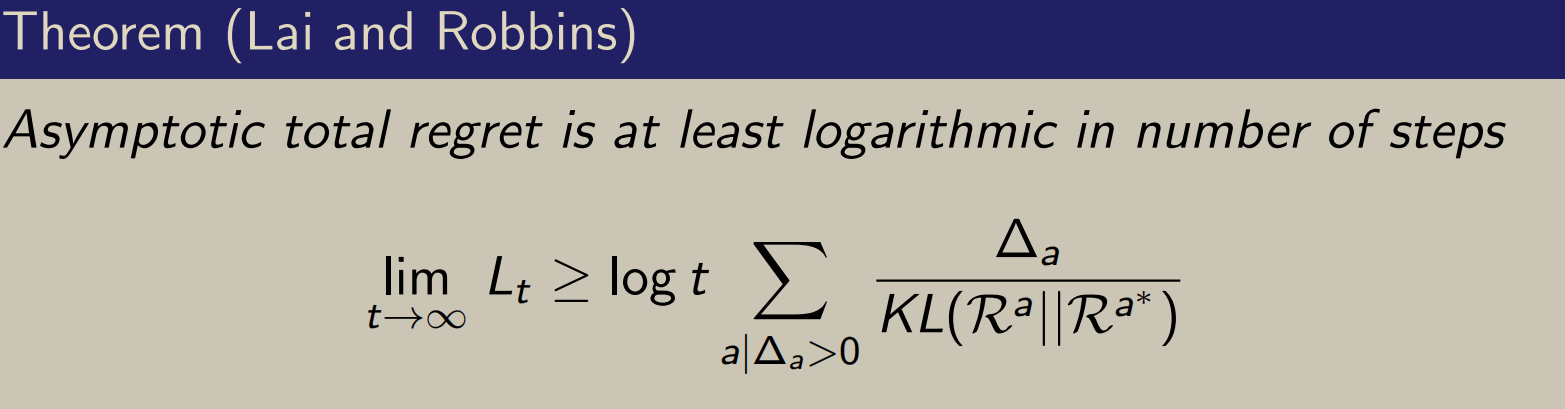 Theorem (Lai and Robbins)
Asymptotic total regret is at least logarithmic in number of steps
lim_{t→∞} L_t ≥ log t ∑_{a|Δ_a>0} Δ_a / KL(ℛ^a||ℛ^{a*})